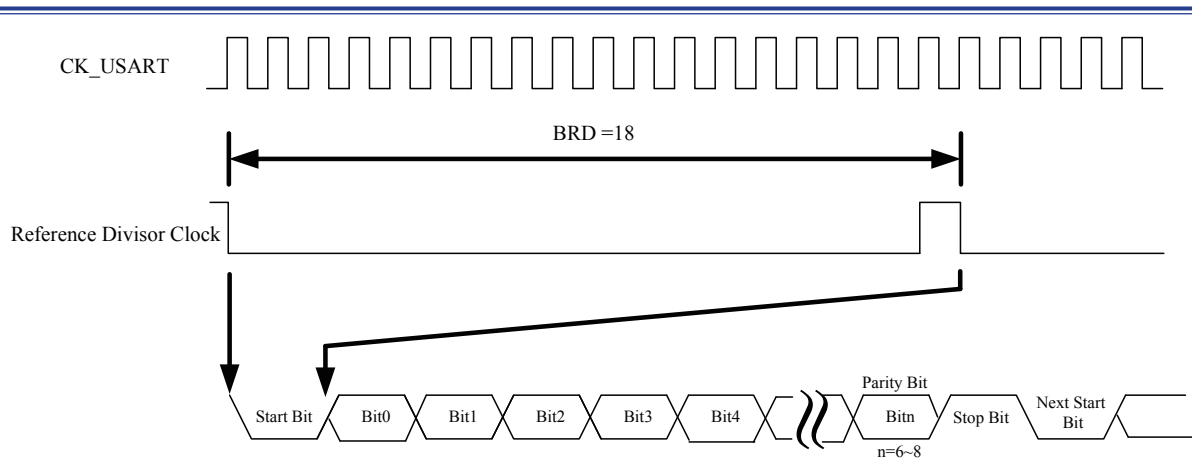 CK_USART
BRD =18
Reference Divisor Clock
Parity Bit
Start Bit
Bit0
Bit1
Bit2
Bit3
Bit4
Bitn
Stop Bit
Next Start
Bit
n=6~8